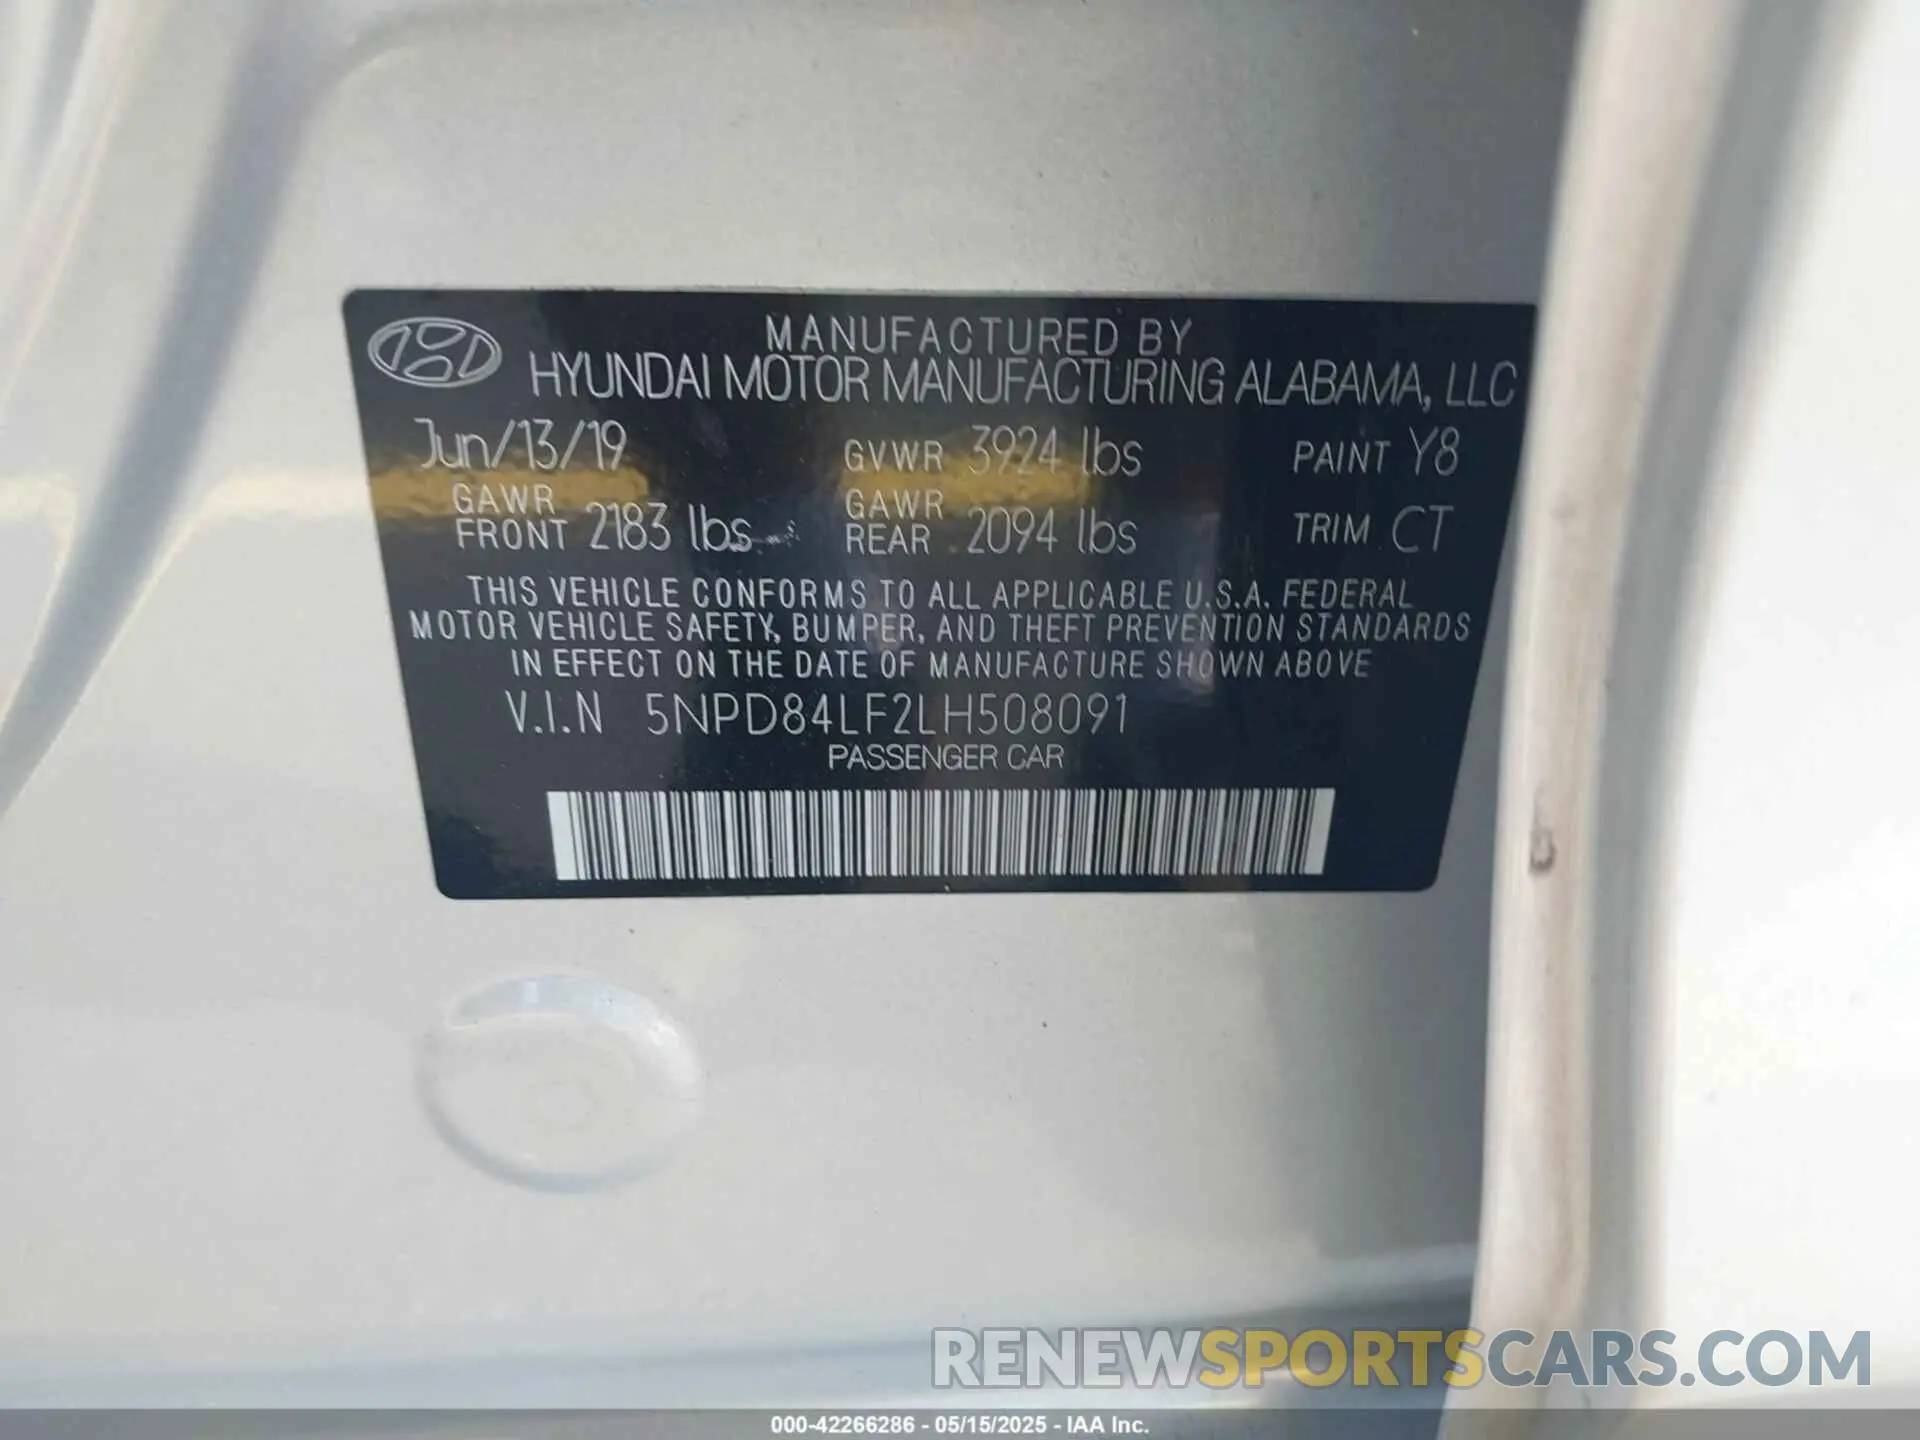 MANUFACTURED BY
HYUNDAI MOTOR MANUFACTURING ALABAMA, LLC
Jun/13/19 GVWR 3924 lbs PAINT Y8
GAWR FRONT 2183 lbs GAWR REAR 2094 lbs TRIM CT
THIS VEHICLE CONFORMS TO ALL APPLICABLE U.S.A. FEDERAL
MOTOR VEHICLE SAFETY, BUMPER, AND THEFT PREVENTION STANDARDS
IN EFFECT ON THE DATE OF MANUFACTURE SHOWN ABOVE
V.I.N 5NPD84LF2LH508091
PASSENGER CAR
RENEWSPORTSCARS.COM
000-42266286 - 05/15/2025 - IAA Inc.